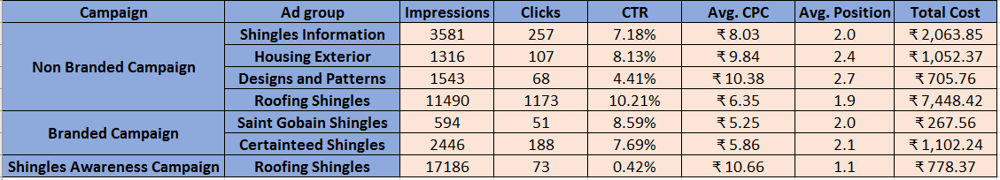 Campaign Ad group Impressions Clicks CTR Avg. CPC Avg. Position Total Cost
Non Branded Campaign Shingles Information 3581 257 7.18% ₹ 8.03 2.0 ₹ 2,063.85
Housing Exterior 1316 107 8.13% ₹ 9.84 2.4 ₹ 1,052.37
Designs and Patterns 1543 68 4.41% ₹ 10.38 2.7 ₹ 705.76
Roofing Shingles 11490 1173 10.21% ₹ 6.35 1.9 ₹ 7,448.42
Branded Campaign Saint Gobain Shingles 594 51 8.59% ₹ 5.25 2.0 ₹ 267.56
Certainteed Shingles 2446 188 7.69% ₹ 5.86 2.1 ₹ 1,102.24
Shingles Awareness Campaign Roofing Shingles 17186 73 0.42% ₹ 10.66 1.1 ₹ 778.37